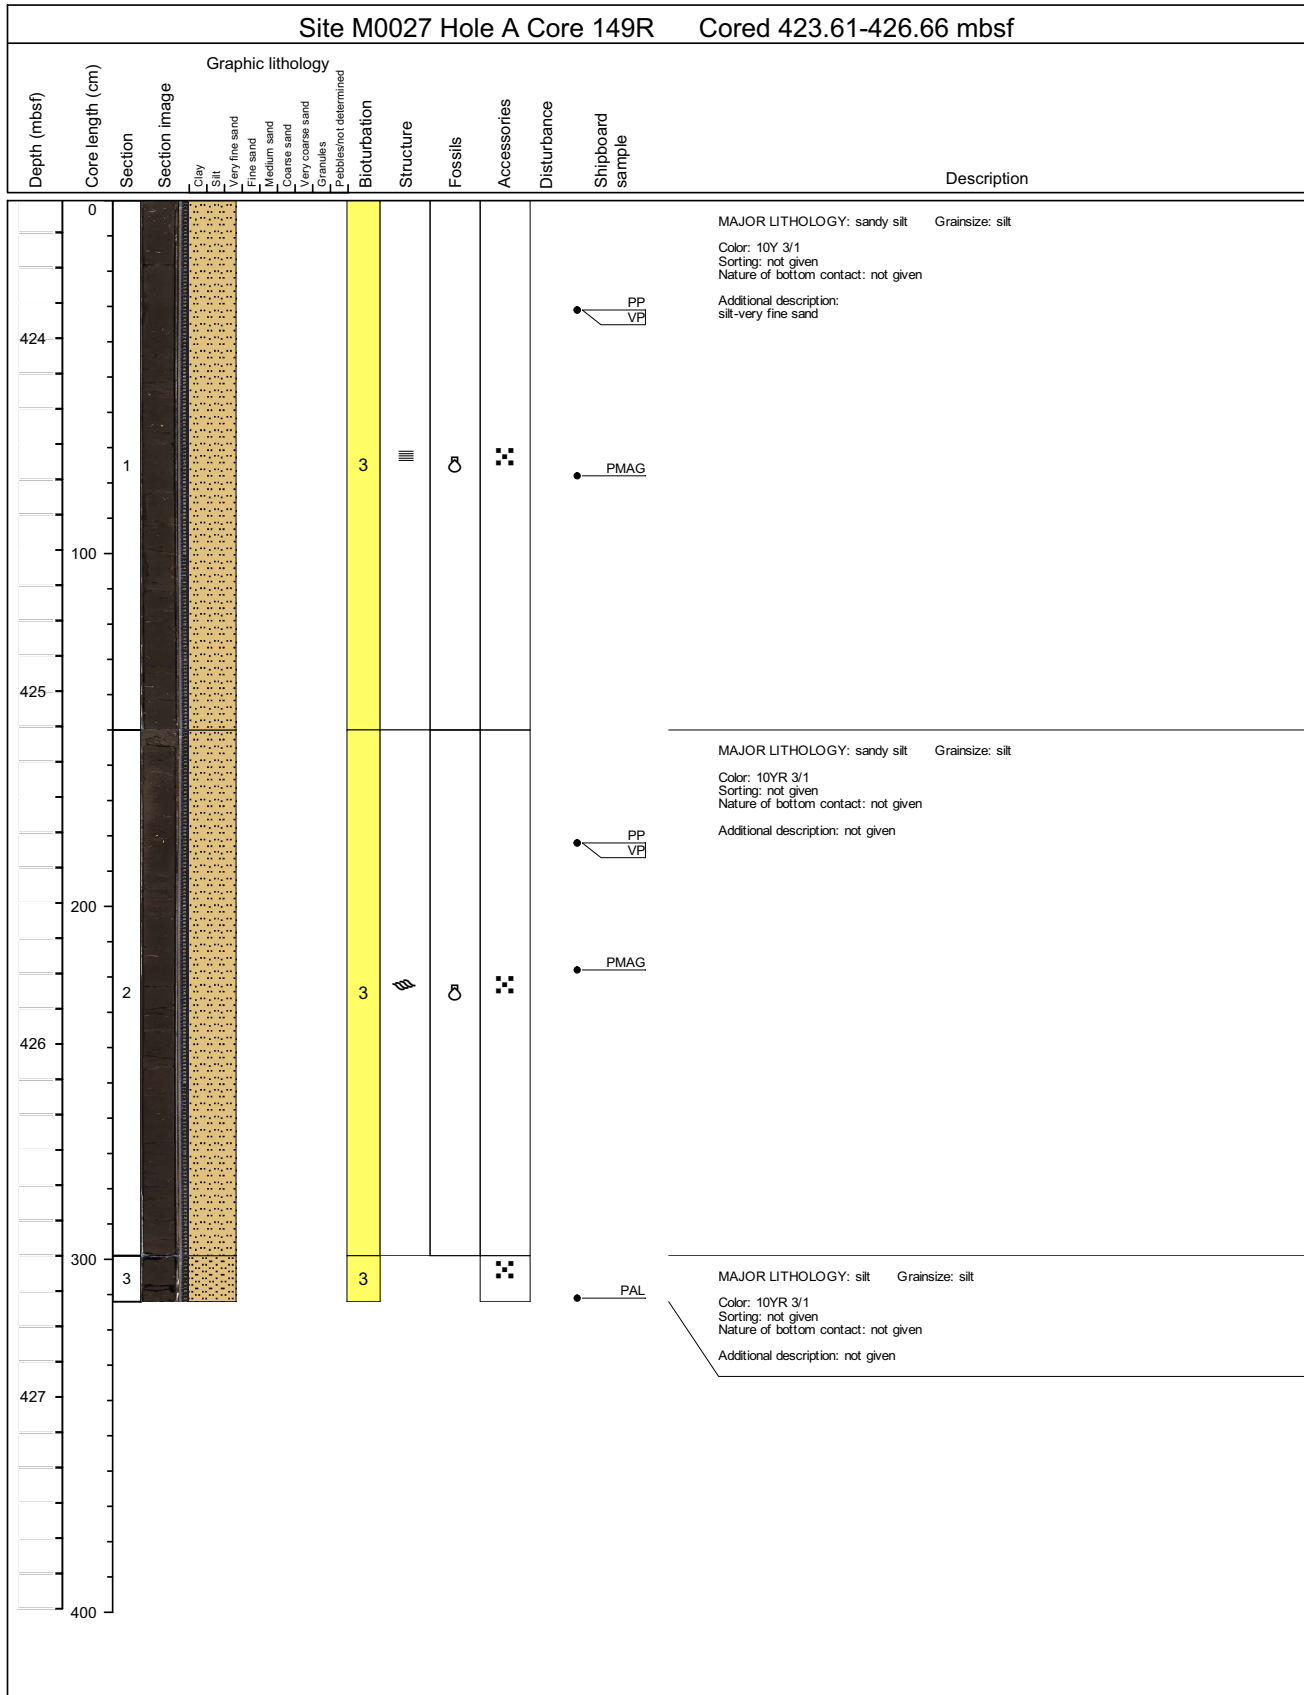 Site M0027 Hole A Core 149R Cored 423.61-426.66 mbsf
Graphic lithology
Depth (mbsf)
Core length (cm)
Section
Section image
Clay
Silt
Very fine sand
Fine sand
Medium sand
Coarse sand
Very coarse sand
Granules
Pebbles/not determined
Bioturbation
Structure
Fossils
Accessories
Disturbance
Shipboard
sample
Description
0
MAJOR LITHOLOGY: sandy silt Grainsize: silt
Color: 10Y 3/1
Sorting: not given
Nature of bottom contact: not given
Additional description:
silt-very fine sand
PP
VP
424
1
3
PMAG
100
425
MAJOR LITHOLOGY: sandy silt Grainsize: silt
Color: 10YR 3/1
Sorting: not given
Nature of bottom contact: not given
Additional description: not given
PP
VP
200
PMAG
2
3
426
300
3
3
MAJOR LITHOLOGY: silt Grainsize: silt
Color: 10YR 3/1
Sorting: not given
Nature of bottom contact: not given
Additional description: not given
PAL
427
400